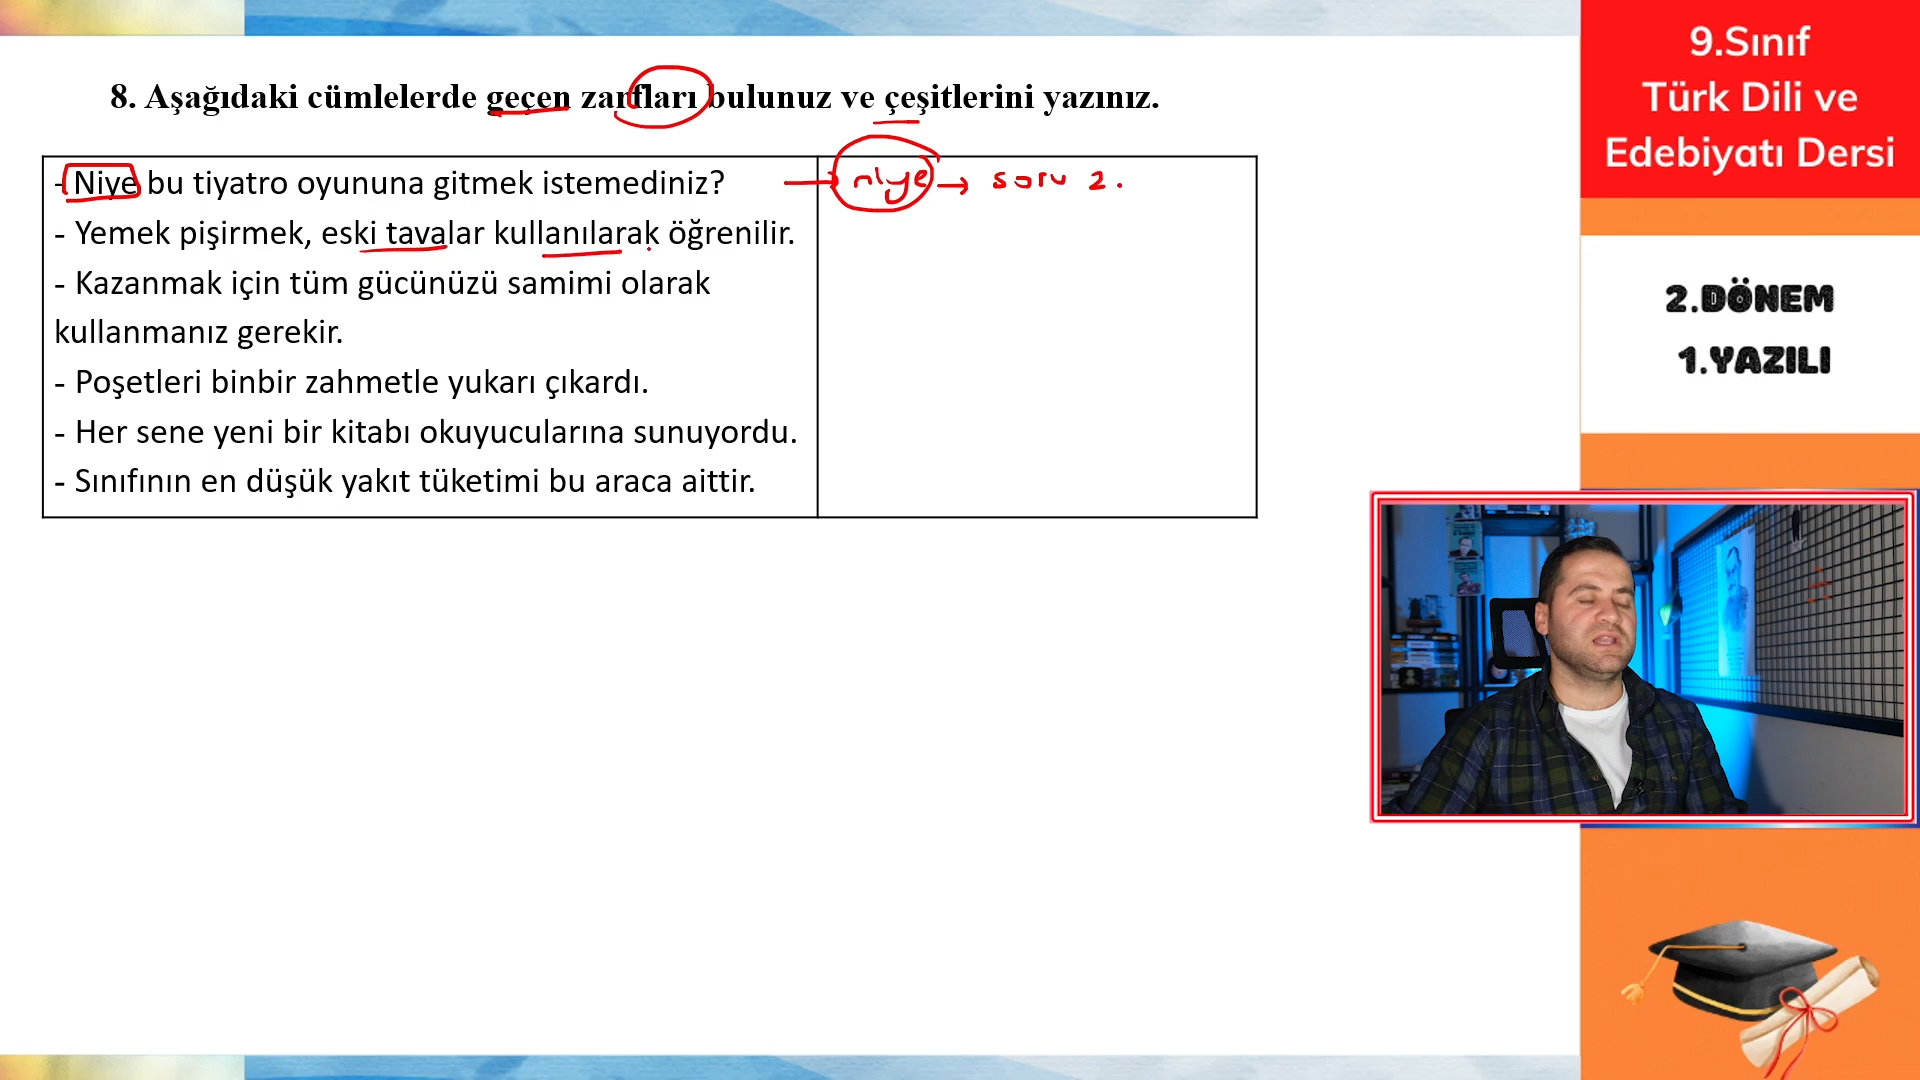 8. Aşağıdaki cümlelerde geçen zarfları bulunuz ve çeşitlerini yazınız.
- Niye bu tiyatro oyununa gitmek istemediniz?
niye → soru z.
- Yemek pişirmek, eski tavalar kullanılarak öğrenilir.
- Kazanmak için tüm gücünüzü samimi olarak
kullanmanız gerekir.
- Poşetleri binbir zahmetle yukarı çıkardı.
- Her sene yeni bir kitabı okuyucularına sunuyordu.
- Sınıfının en düşük yakıt tüketimi bu araca aittir.
9.Sınıf
Türk Dili ve
Edebiyatı Dersi
2.DÖNEM
1.YAZILI